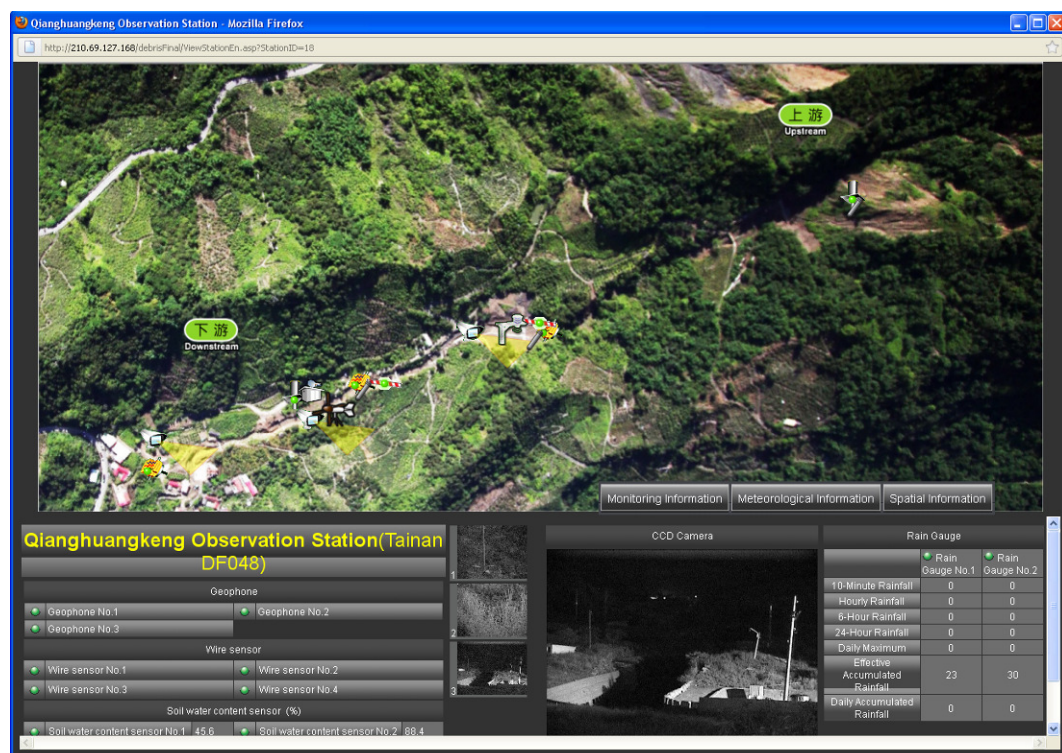 Qianghuangkeng Observation Station - Mozilla Firefox
http://210.69.127.168/debrisFinal/ViewStationEn.asp?StationID=18
上 游
Upstream
下 游
Downstream
Monitoring Information
Meteorological Information
Spatial Information
Qianghuangkeng Observation Station(Tainan
DF048)
Geophone
Geophone No.1
Geophone No.2
Geophone No.3
Wire sensor
Wire sensor No.1
Wire sensor No.2
Wire sensor No.3
Wire sensor No.4
Soil water content sensor (%)
Soil water content sensor No.1 45.6
Soil water content sensor No.2 88.4
1
2
3
CCD Camera
Rain Gauge
Rain
Gauge No.1
Rain
Gauge No.2
10-Minute Rainfall 0 0
Hourly Rainfall 0 0
6-Hour Rainfall 0 0
24-Hour Rainfall 0 0
Daily Maximum 0 0
Effective
Accumulated
Rainfall
23 30
Daily Accumulated
Rainfall
0 0